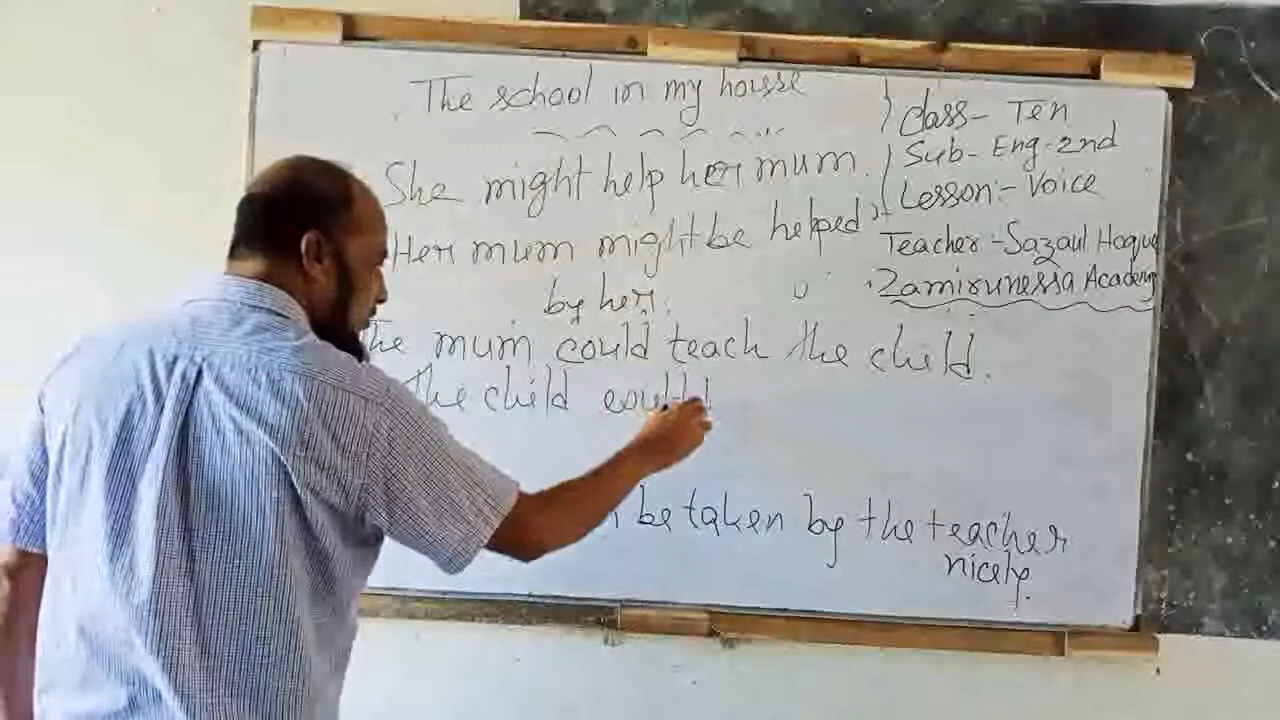 The school in my house
She might help her mum.
Her mum might be helped
by her.
The mum could teach the child.
The child could
be taken by the teacher
nicely.
Class- Ten
Sub- Eng-2nd
Lesson:- Voice
Teacher -Sazaul Hoque
Zamirunessa Academy